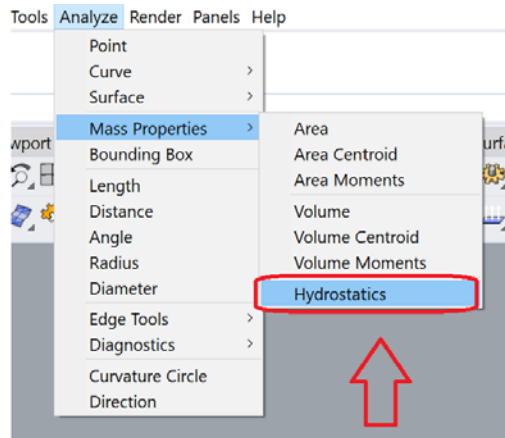 Tools Analyze Render Panels Help
Point
Curve
Surface
Mass Properties
Bounding Box
Length
Distance
Angle
Radius
Diameter
Edge Tools
Diagnostics
Curvature Circle
Direction
Area
Area Centroid
Area Moments
Volume
Volume Centroid
Volume Moments
Hydrostatics